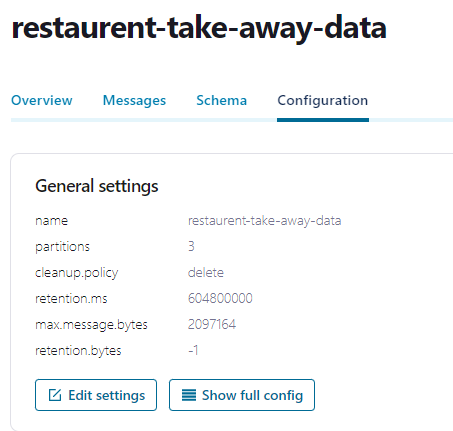 restaurent-take-away-data
Overview Messages Schema Configuration
General settings
name restaurent-take-away-data
partitions 3
cleanup.policy delete
retention.ms 604800000
max.message.bytes 2097164
retention.bytes -1
Edit settings Show full config